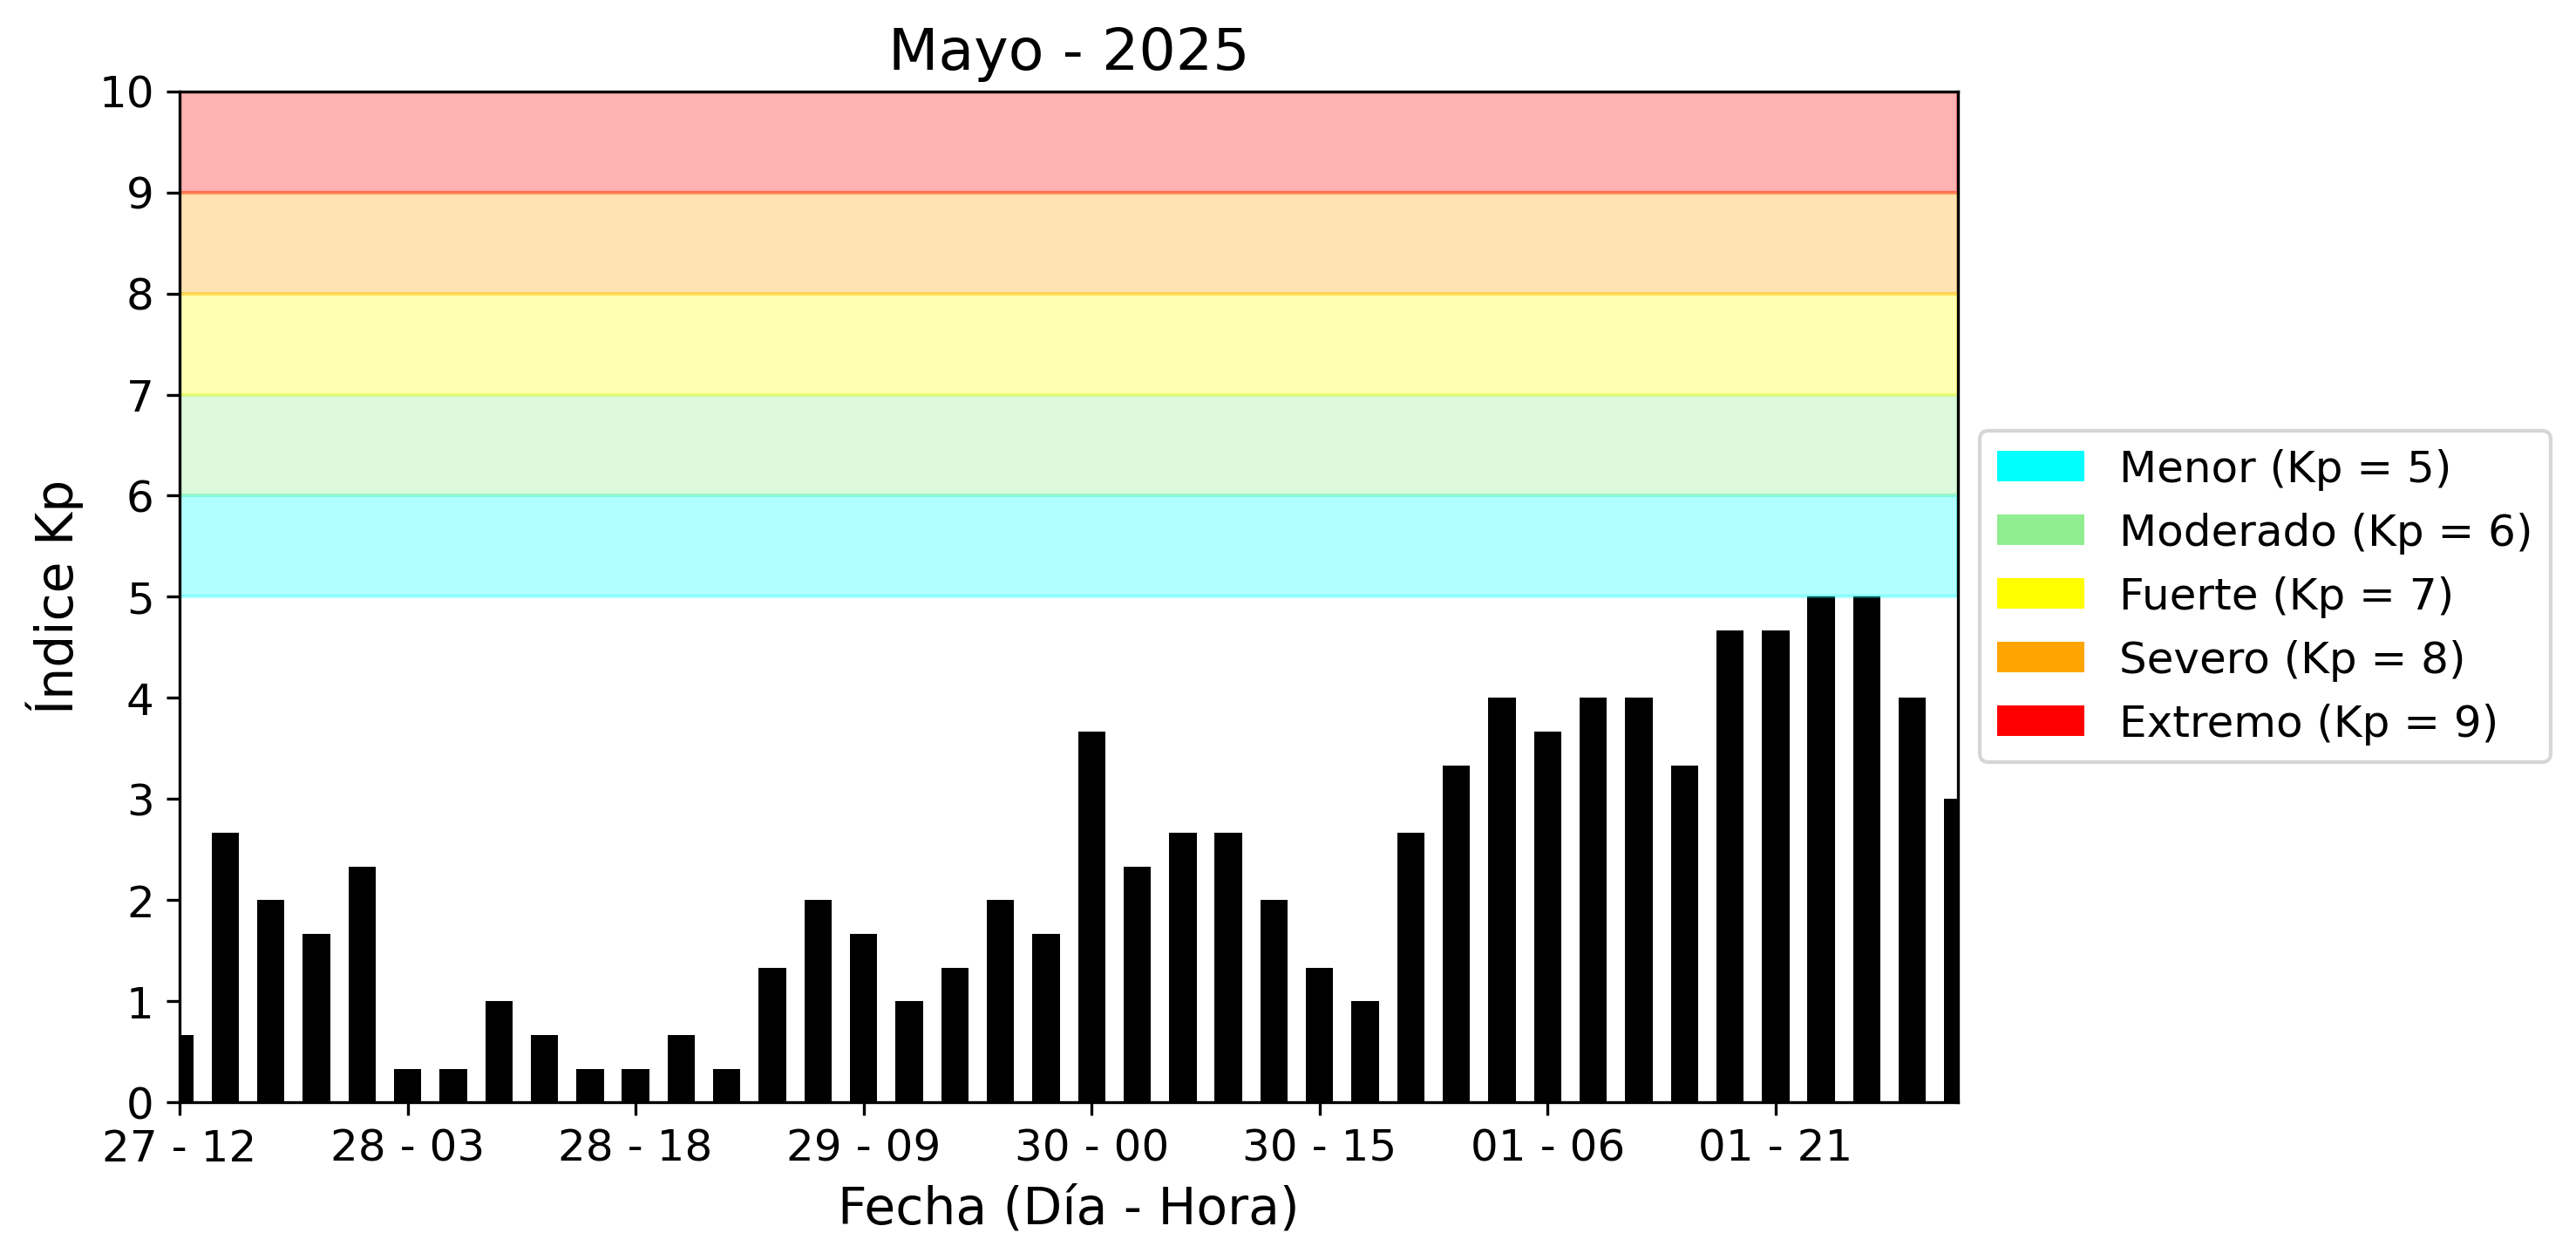 Mayo - 2025
10
9
8
7
6
5
4
3
2
1
0
Índice Kp
27 - 12
28 - 03
28 - 18
29 - 09
30 - 00
30 - 15
01 - 06
01 - 21
Fecha (Día - Hora)
Menor (Kp = 5)
Moderado (Kp = 6)
Fuerte (Kp = 7)
Severo (Kp = 8)
Extremo (Kp = 9)